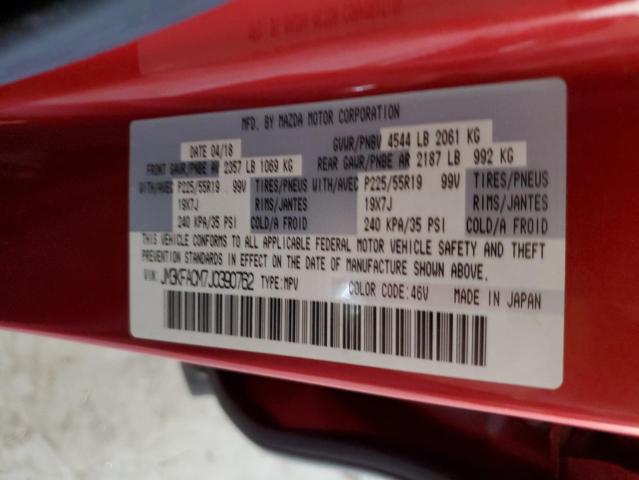 MFD. BY MAZDA MOTOR CORPORATION
DATE 04/18 GVWR/PNBV 4544 LB 2061 KG
FRONT GAWR/PNBE AV 2357 LB 1069 KG REAR GAWR/PNBE AR 2187 LB 992 KG
WITH/AVEC P225/55R19 99V TIRES/PNEUS WITH/AVEC P225/55R19 99V TIRES/PNEUS
19X7J RIMS/JANTES 19X7J RIMS/JANTES
240 KPA/35 PSI COLD/A FROID 240 KPA/35 PSI COLD/A FROID
THIS VEHICLE CONFORMS TO ALL APPLICABLE FEDERAL MOTOR VEHICLE SAFETY AND THEFT
PREVENTION STANDARDS IN EFFECT ON THE DATE OF MANUFACTURE SHOWN ABOVE.
VIN: JM3KFACM7J0390762 TYPE:MPV COLOR CODE:46V MADE IN JAPAN